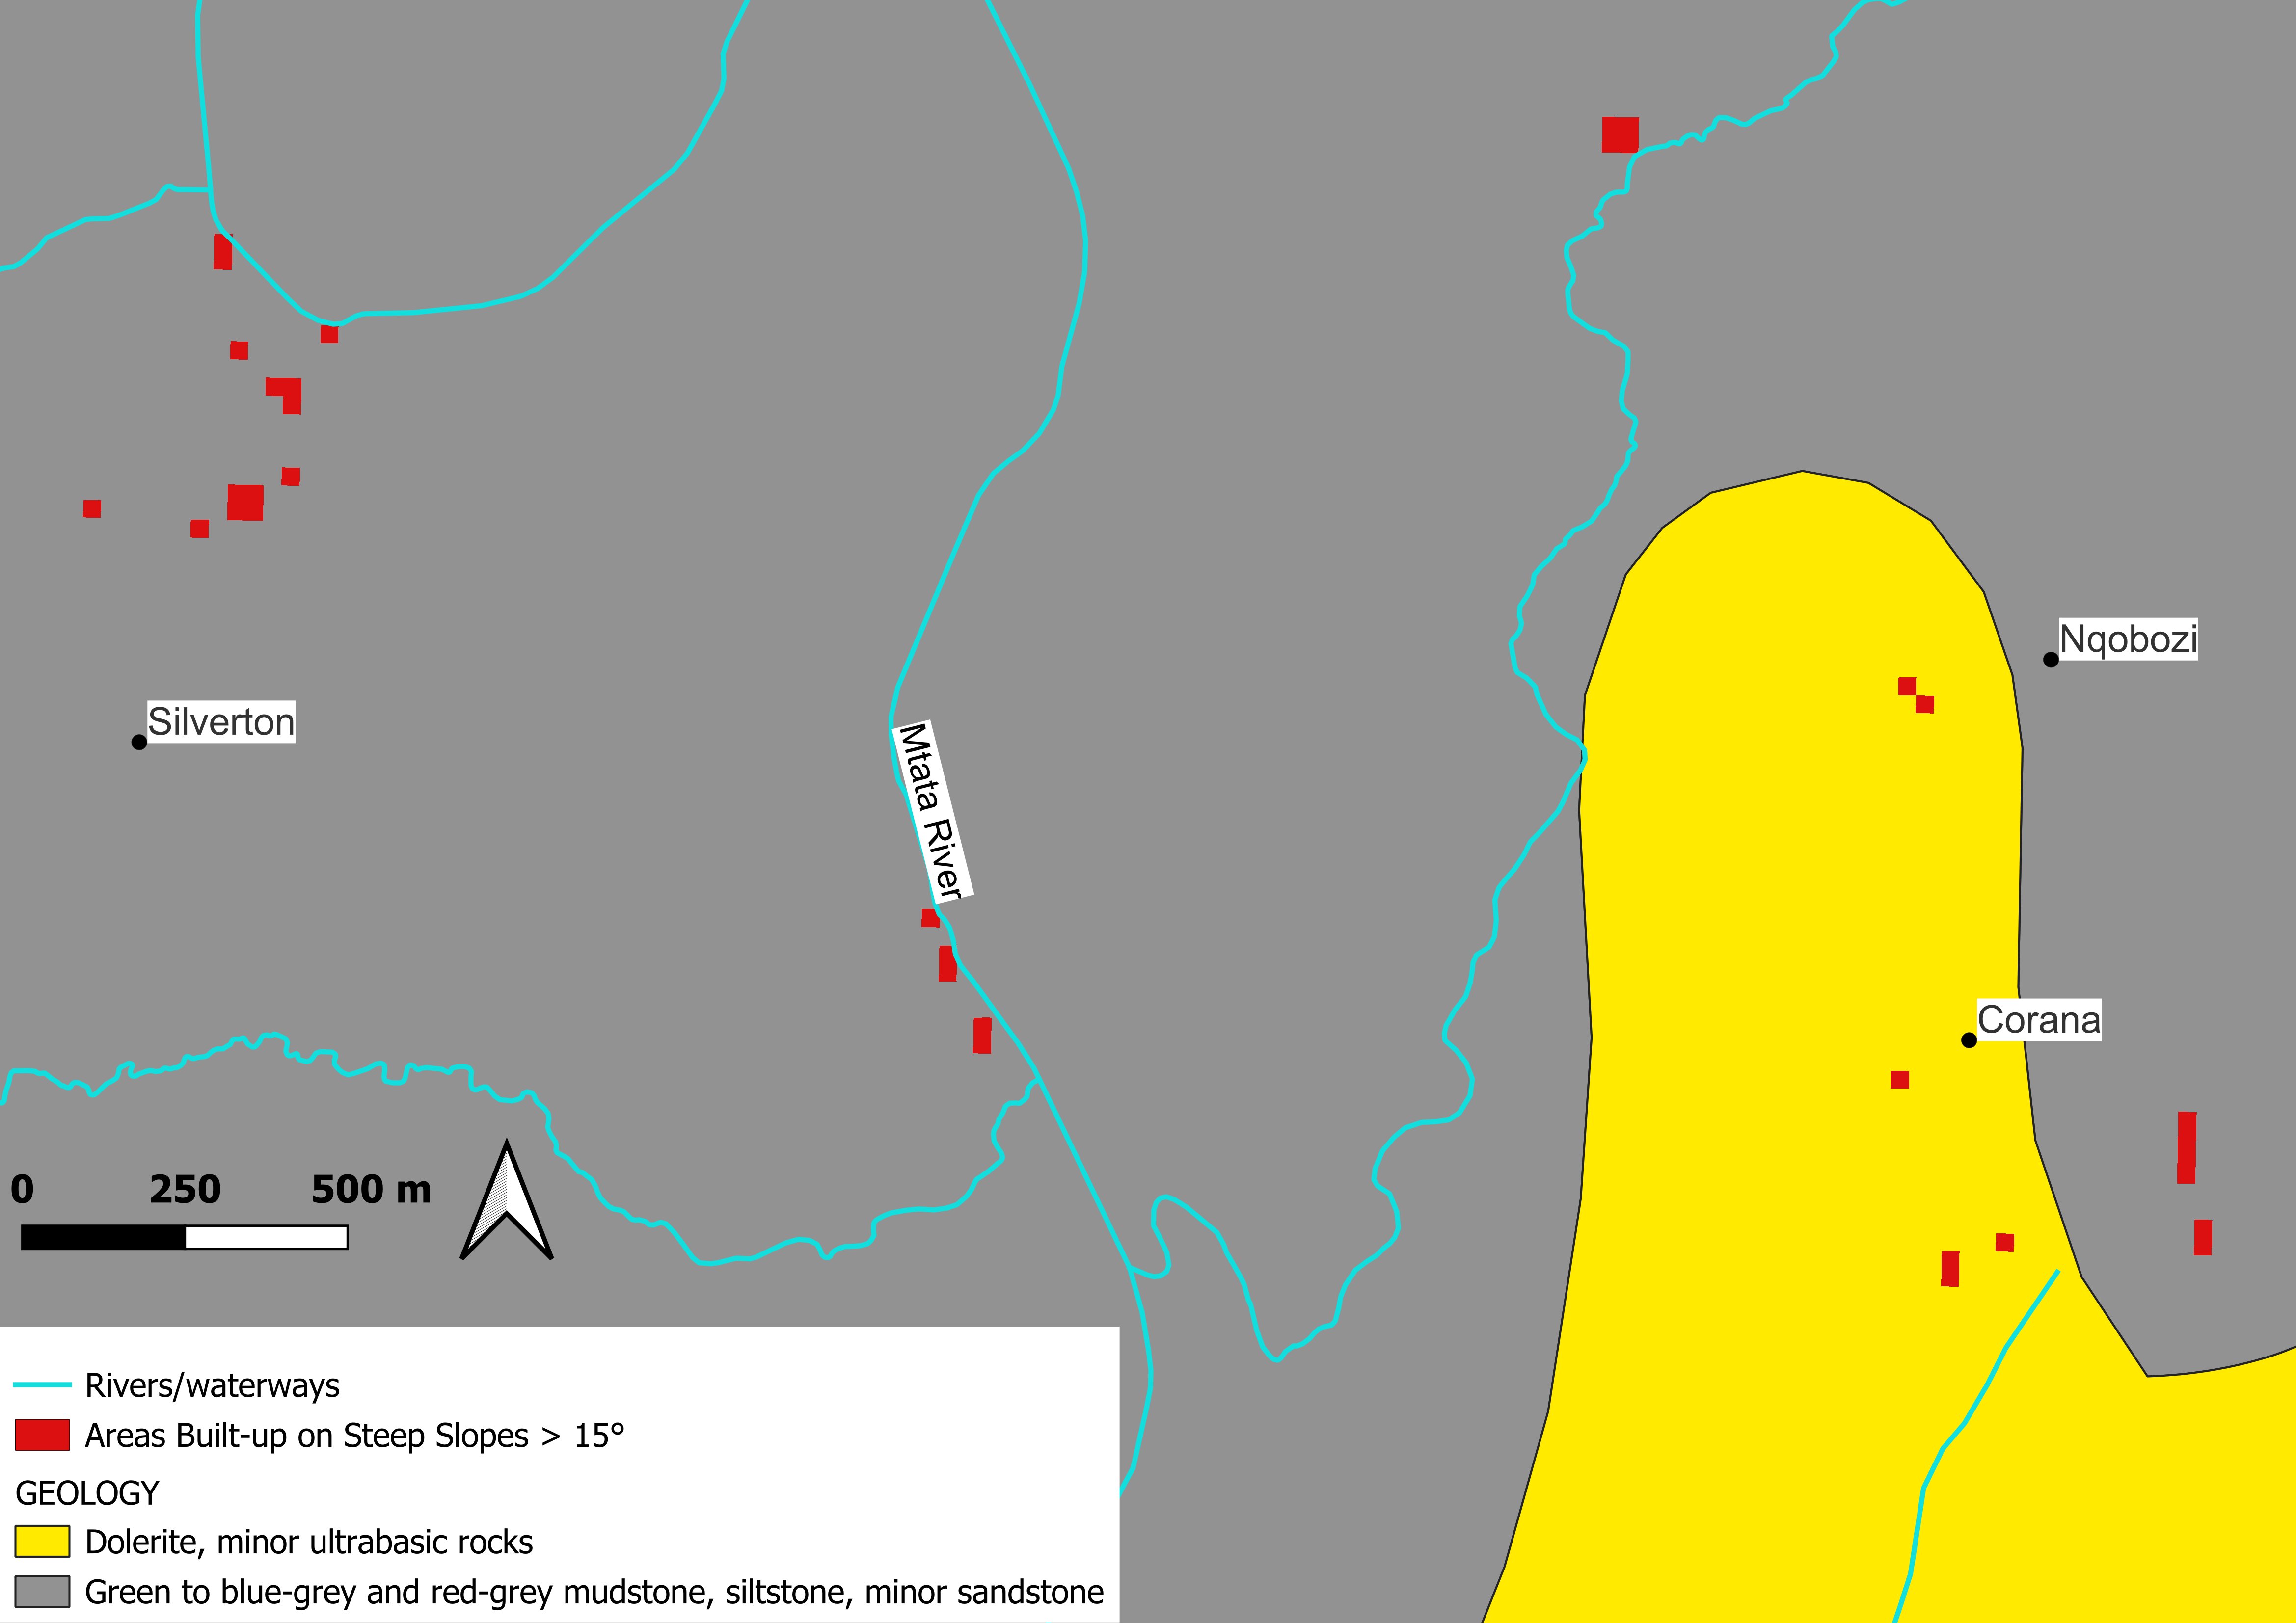 Nqobozi
Silverton
Mtata River
Corana
0 250 500 m
Rivers/waterways
Areas Built-up on Steep Slopes > 15°
GEOLOGY
Dolerite, minor ultrabasic rocks
Green to blue-grey and red-grey mudstone, siltstone, minor sandstone